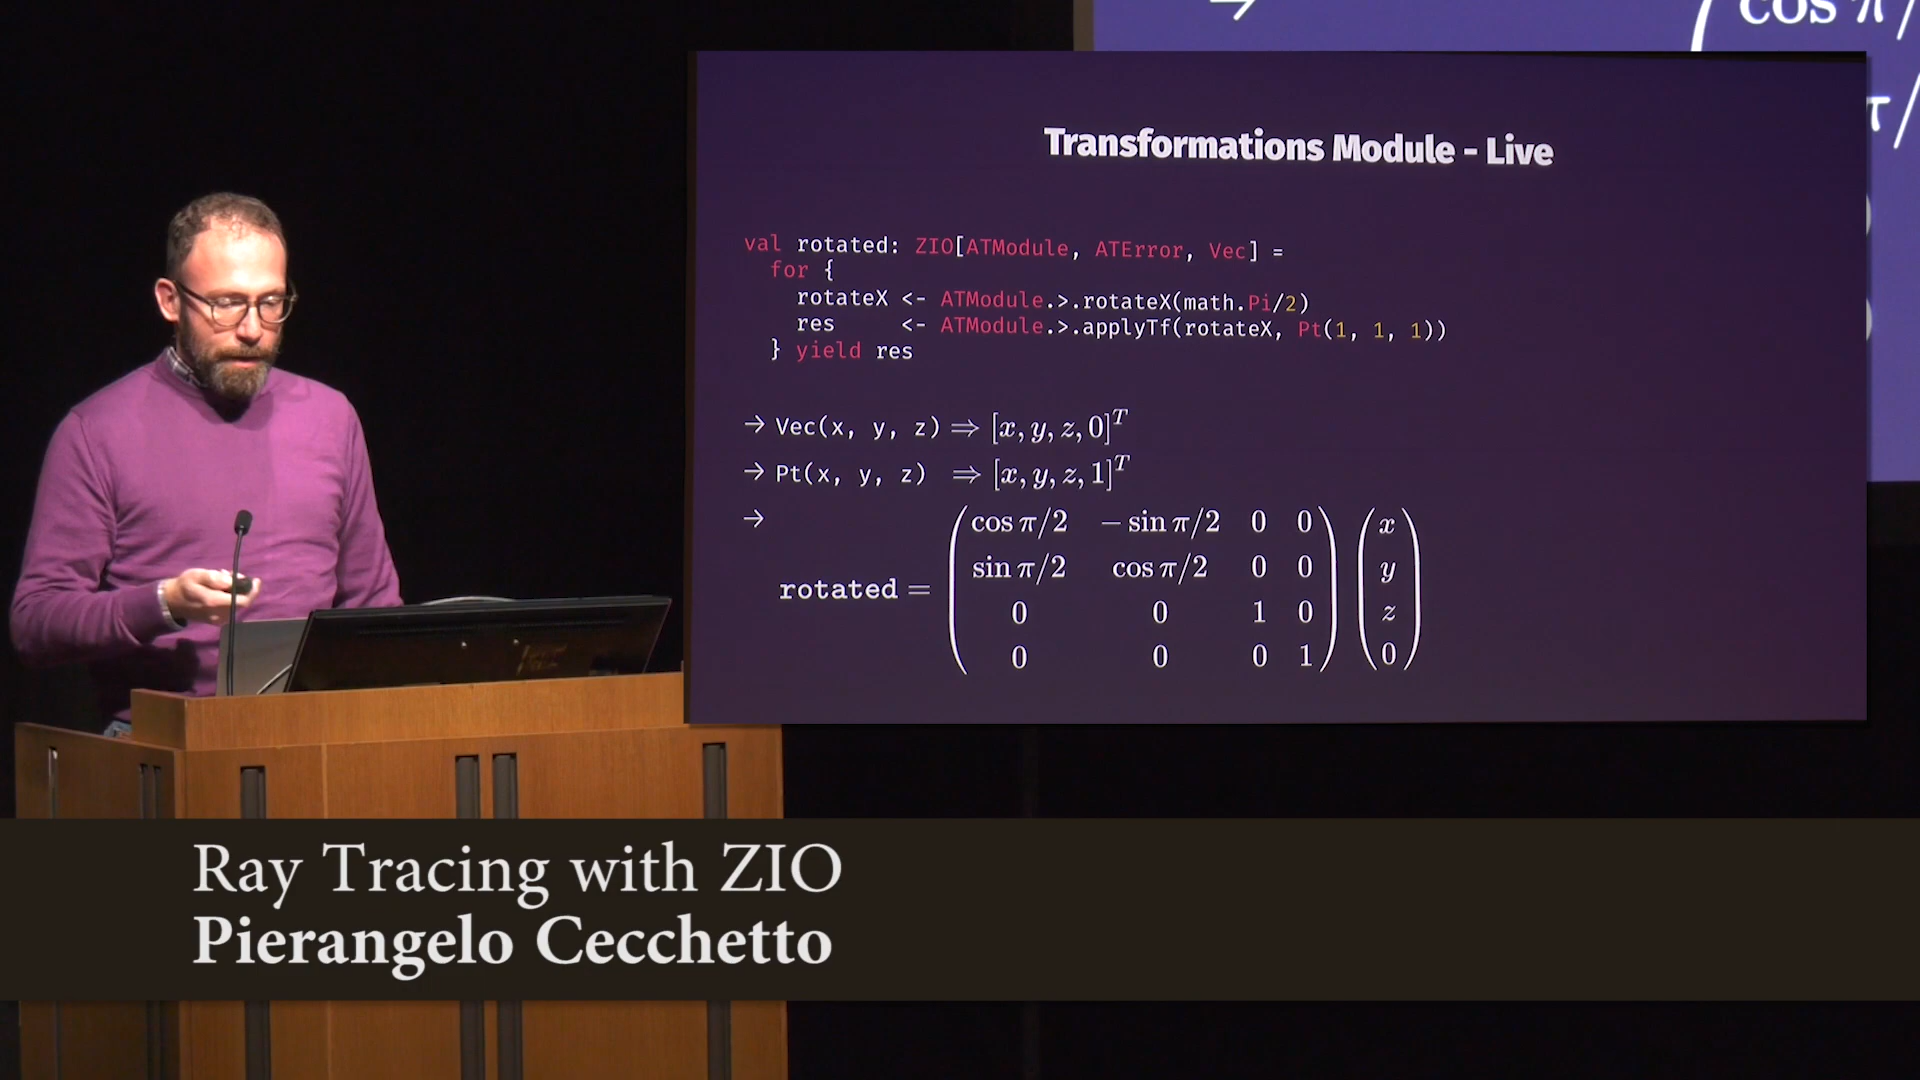 Transformations Module - Live
val rotated: ZIO[ATModule, ATError, Vec] =
for {
rotateX <- ATModule.>.rotateX(math.Pi/2)
res <- ATModule.>.applyTf(rotateX, Pt(1, 1, 1))
} yield res
→ Vec(x, y, z) ⇒ [x, y, z, 0]^T
→ Pt(x, y, z) ⇒ [x, y, z, 1]^T
→
cos π/2 − sin π/2 0 0 x
sin π/2 cos π/2 0 0 y
rotated =
0 0 1 0 z
0 0 0 1 0
→ cos π/
π/
Ray Tracing with ZIO
Pierangelo Cecchetto